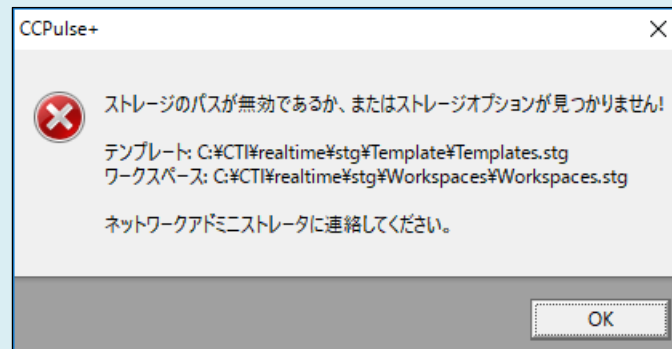 CCPulse+
ストレージのパスが無効であるか、またはストレージオプションが見つかりません!
テンプレート: C:¥CTI¥realtime¥stg¥Template¥Templates.stg
ワークスペース: C:¥CTI¥realtime¥stg¥Workspaces¥Workspaces.stg
ネットワークアドミニストレータに連絡してください。
OK